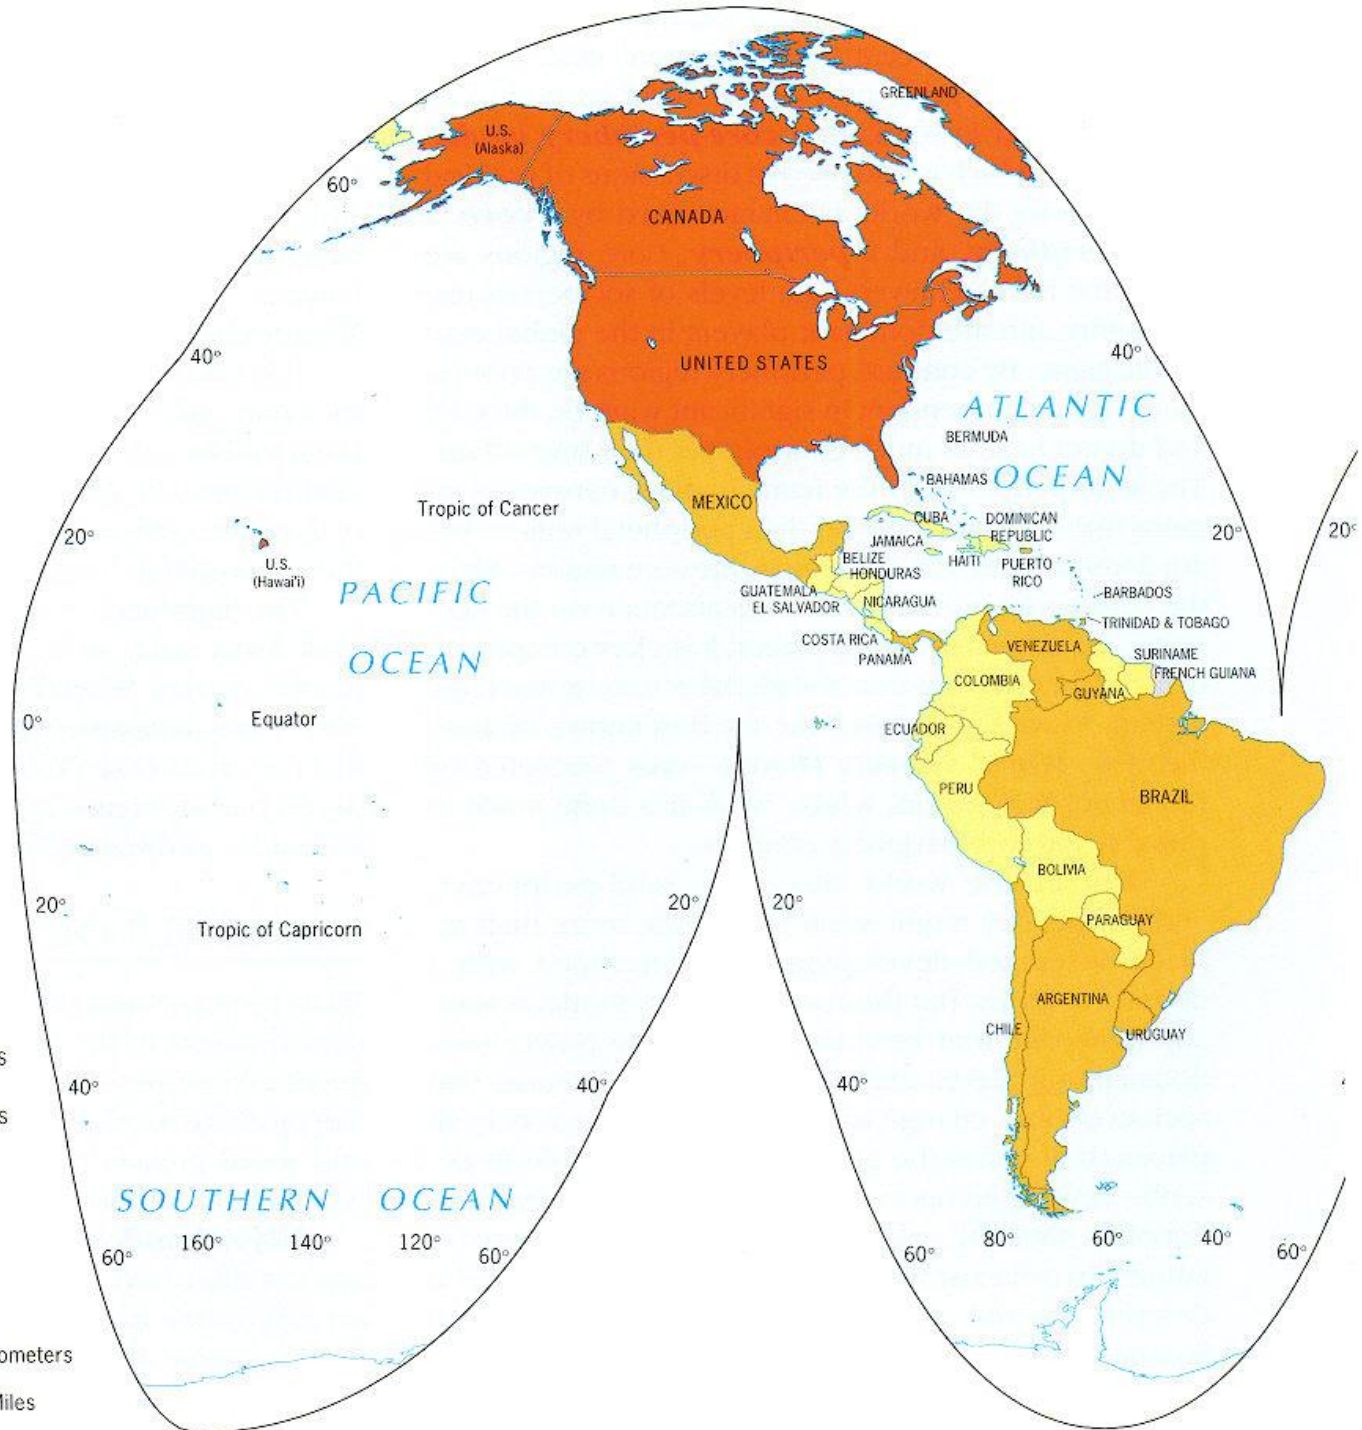 GREENLAND
U.S.
(Alaska)
60°
CANADA
40°
40°
UNITED STATES
ATLANTIC
BERMUDA
OCEAN
BAHAMAS
MEXICO
Tropic of Cancer
CUBA
DOMINICAN
REPUBLIC
20°
20°
20°
JAMAICA
HAITI
PUERTO
RICO
BELIZE
HONDURAS
U.S.
(Hawai'i)
PACIFIC
GUATEMALA
EL SALVADOR
NICARAGUA
BARBADOS
TRINIDAD & TOBAGO
COSTA RICA
PANAMA
VENEZUELA
SURINAME
FRENCH GUIANA
OCEAN
COLOMBIA
GUYANA
0°
Equator
ECUADOR
PERU
BRAZIL
BOLIVIA
20°
20°
20°
PARAGUAY
Tropic of Capricorn
ARGENTINA
CHILE
URUGUAY
s
40°
40°
40°
s
SOUTHERN OCEAN
60° 160° 140° 120° 60°
60° 80° 60° 40° 60°
ometers
Miles